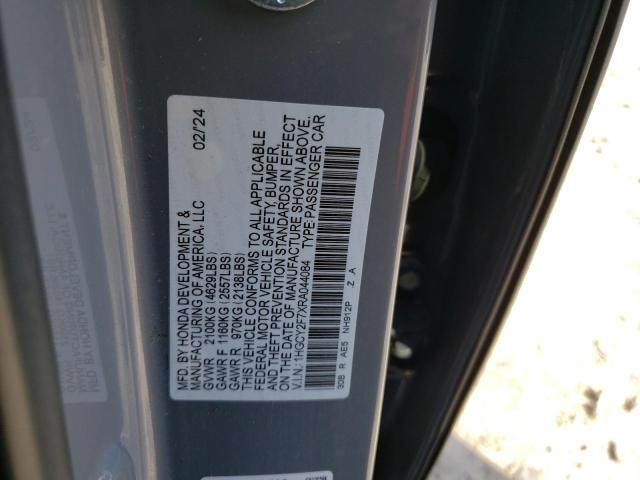 MFD. BY HONDA DEVELOPMENT &
MANUFACTURING OF AMERICA, LLC 02/24
GVWR 2100KG (4629LBS)
GAWR F 1160KG (2557LBS)
GAWR R 970KG (2138LBS)
THIS VEHICLE CONFORMS TO ALL APPLICABLE
FEDERAL MOTOR VEHICLE SAFETY, BUMPER,
AND THEFT PREVENTION STANDARDS IN EFFECT
ON THE DATE OF MANUFACTURE SHOWN ABOVE.
V.I.N.: 1HGCY2F7XRA044084 TYPE:PASSENGER CAR
30B R AE5 NH912P Z A